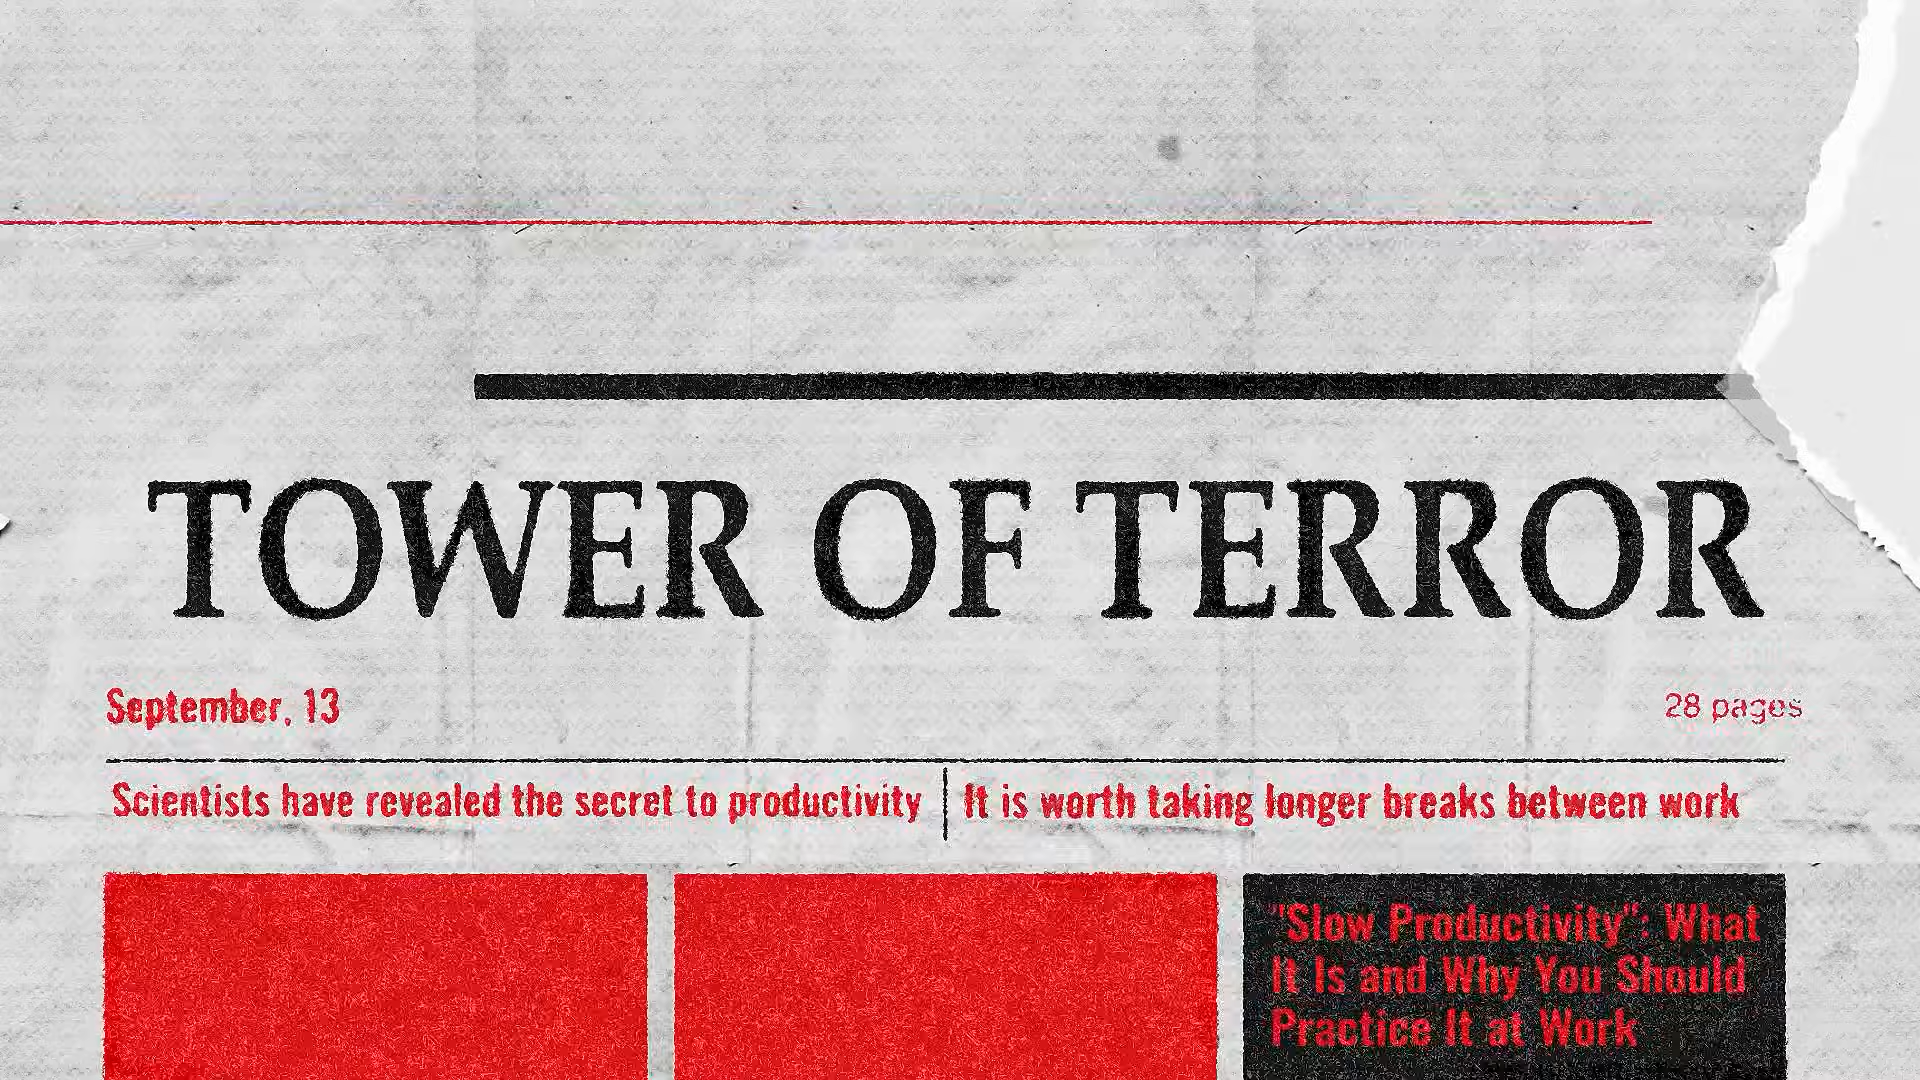 TOWER OF TERROR
September, 13
28 pages
Scientists have revealed the secret to productivity
It is worth taking longer breaks between work
"Slow Productivity": What
It Is and Why You Should
Practice It at Work